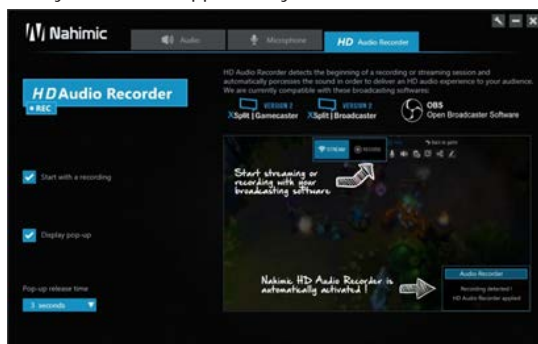 Nahimic
Audio
Microphone
HD Audio Recorder
HD Audio Recorder
REC
HD Audio Recorder detects the beginning of a recording or streaming session and
automatically porcesses the sound in order to deliver an HD audio experience to your audience.
We are currently compatible with these broadcasting softwares:
VERSION 2
XSplit | Gamecaster
VERSION 2
XSplit | Broadcaster
OBS
Open Broadcaster Software
STREAM
RECORD
Back to game
Start with a recording
Start streaming or
recording with your
broadcasting software
Display pop-up
Pop-up release time
3 seconds
Nahimic HD Audio Recorder is
automatically activated !
Audio Recorder
Recording detected !
HD Audio Recorder applied